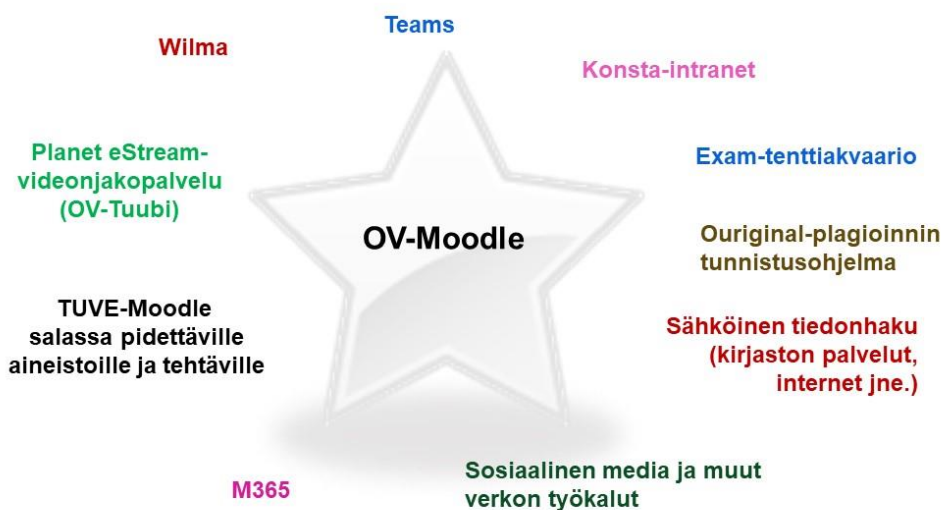 Teams
Wilma
Konsta-intranet
Planet eStream-
videonjakopalvelu
(OV-Tuubi)
Exam-tenttiakvaario
OV-Moodle
Ouriginal-plagioinnin
tunnistusohjelma
TUVE-Moodle
salassa pidettäville
aineistoille ja tehtäville
Sähköinen tiedonhaku
(kirjaston palvelut,
internet jne.)
M365
Sosiaalinen media ja muut
verkon työkalut